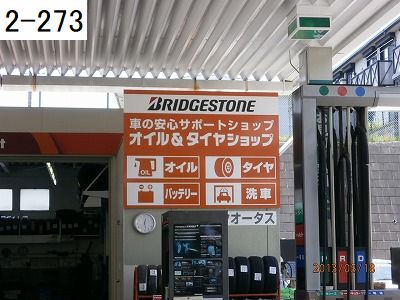 2-273
BRIDGESTONE
車の安心サポートショップ
オイル&タイヤショップ
OIL オイル タイヤ
バッテリー 洗車
オータス
2013/03/18